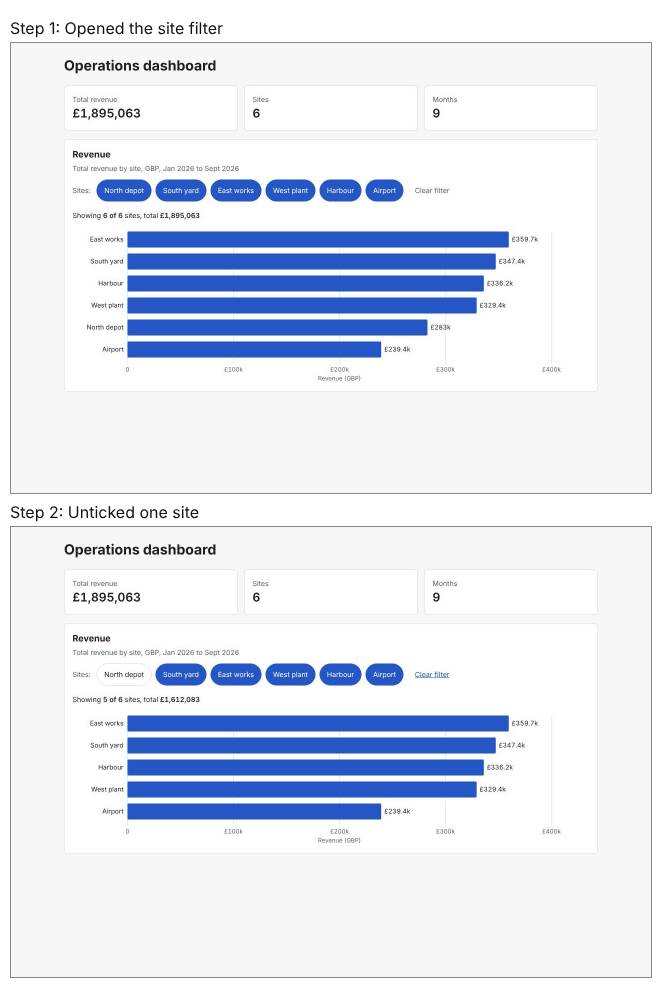 Step 1: Opened the site filter
Operations dashboard
Total revenue
£1,895,063
Sites
6
Months
9
Revenue
Total revenue by site, GBP, Jan 2026 to Sept 2026
Sites: North depot South yard East works West plant Harbour Airport Clear filter
Showing 6 of 6 sites, total £1,895,063
East works £359.7k
South yard £347.4k
Harbour £336.2k
West plant £329.4k
North depot £283k
Airport £239.4k
0 £100k £200k £300k £400k
Revenue (GBP)
Step 2: Unticked one site
Operations dashboard
Total revenue
£1,895,063
Sites
6
Months
9
Revenue
Total revenue by site, GBP, Jan 2026 to Sept 2026
Sites: North depot South yard East works West plant Harbour Airport Clear filter
Showing 5 of 6 sites, total £1,612,083
East works £359.7k
South yard £347.4k
Harbour £336.2k
West plant £329.4k
Airport £239.4k
0 £100k £200k £300k £400k
Revenue (GBP)